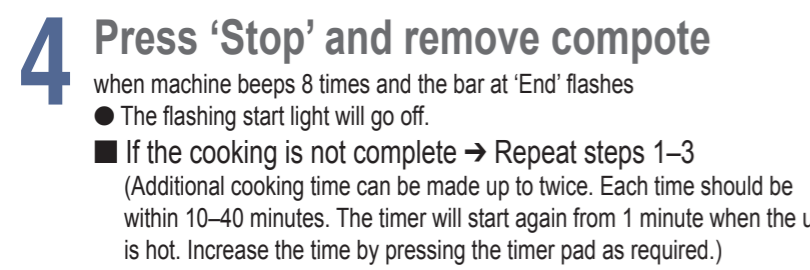 4 Press ‘Stop’ and remove compote
when machine beeps 8 times and the bar at ‘End’ flashes
● The flashing start light will go off.
■ If the cooking is not complete ➔ Repeat steps 1–3
(Additional cooking time can be made up to twice. Each time should be
within 10–40 minutes. The timer will start again from 1 minute when the
is hot. Increase the time by pressing the timer pad as required.)